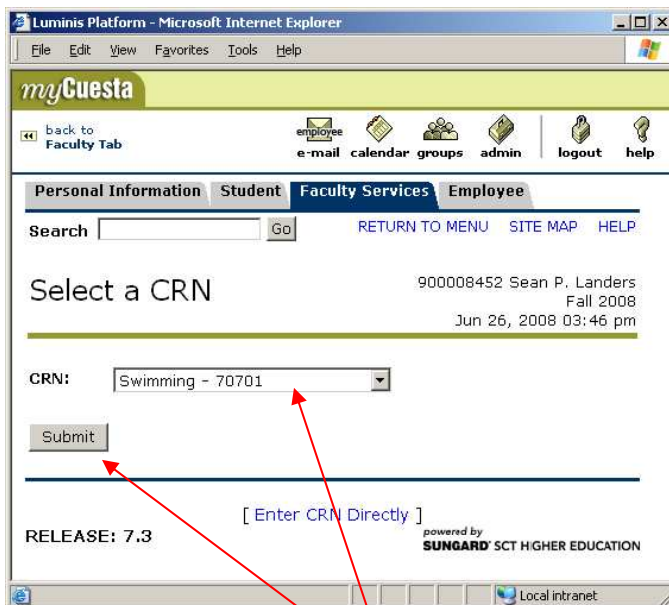 Luminis Platform - Microsoft Internet Explorer
File Edit View Favorites Tools Help
myCuesta
back to
Faculty Tab
employee
e-mail calendar groups admin logout help
Personal Information Student Faculty Services Employee
Search Go RETURN TO MENU SITE MAP HELP
Select a CRN
900008452 Sean P. Landers
Fall 2008
Jun 26, 2008 03:46 pm
CRN: Swimming - 70701
Submit
[ Enter CRN Directly ]
RELEASE: 7.3
powered by
SUNGARD' SCT HIGHER EDUCATION
Local intranet